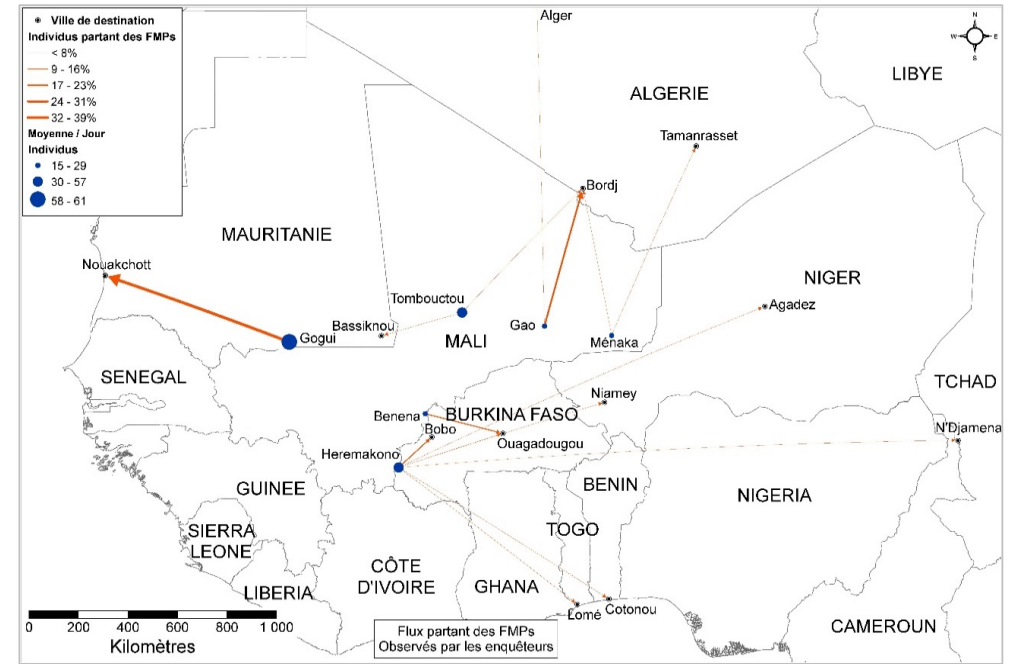 Ville de destination
Individus partant des FMPs
< 8%
9 - 16%
17 - 23%
24 - 31%
32 - 39%
Moyenne / Jour
Individus
15 - 29
30 - 57
58 - 61
Alger
N
W
E
S
LIBYE
ALGERIE
Tamanrasset
Bordj
MAURITANIE
Nouakchott
NIGER
Tombouctou
Agadez
Bassiknou
Gao
Gogui
MALI
Ménaka
SENEGAL
TCHAD
Niamey
Benena
BURKINA FASO
Bobo
N'Djamena
Ouagadougou
Heremakono
GUINEE
BENIN
NIGERIA
SIERRA
LEONE
TOGO
CÔTE
D'IVOIRE
GHANA
LIBERIA
Lomé
Cotonou
CAMEROUN
0 200 400 600 800 1 000
Kilomètres
Flux partant des FMPs
Observés par les enquêteurs